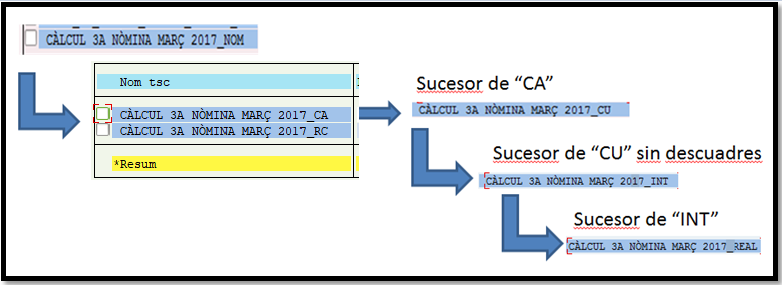 CÀLCUL 3A NÒMINA MARÇ 2017_NOM
Nom tsc
CÀLCUL 3A NÒMINA MARÇ 2017_CA
CÀLCUL 3A NÒMINA MARÇ 2017_RC
*Resum
Sucesor de “CA”
CÀLCUL 3A NÒMINA MARÇ 2017_CU
Sucesor de “CU” sin descuadres
CÀLCUL 3A NÒMINA MARÇ 2017_INT
Sucesor de “INT”
CÀLCUL 3A NÒMINA MARÇ 2017_REAL